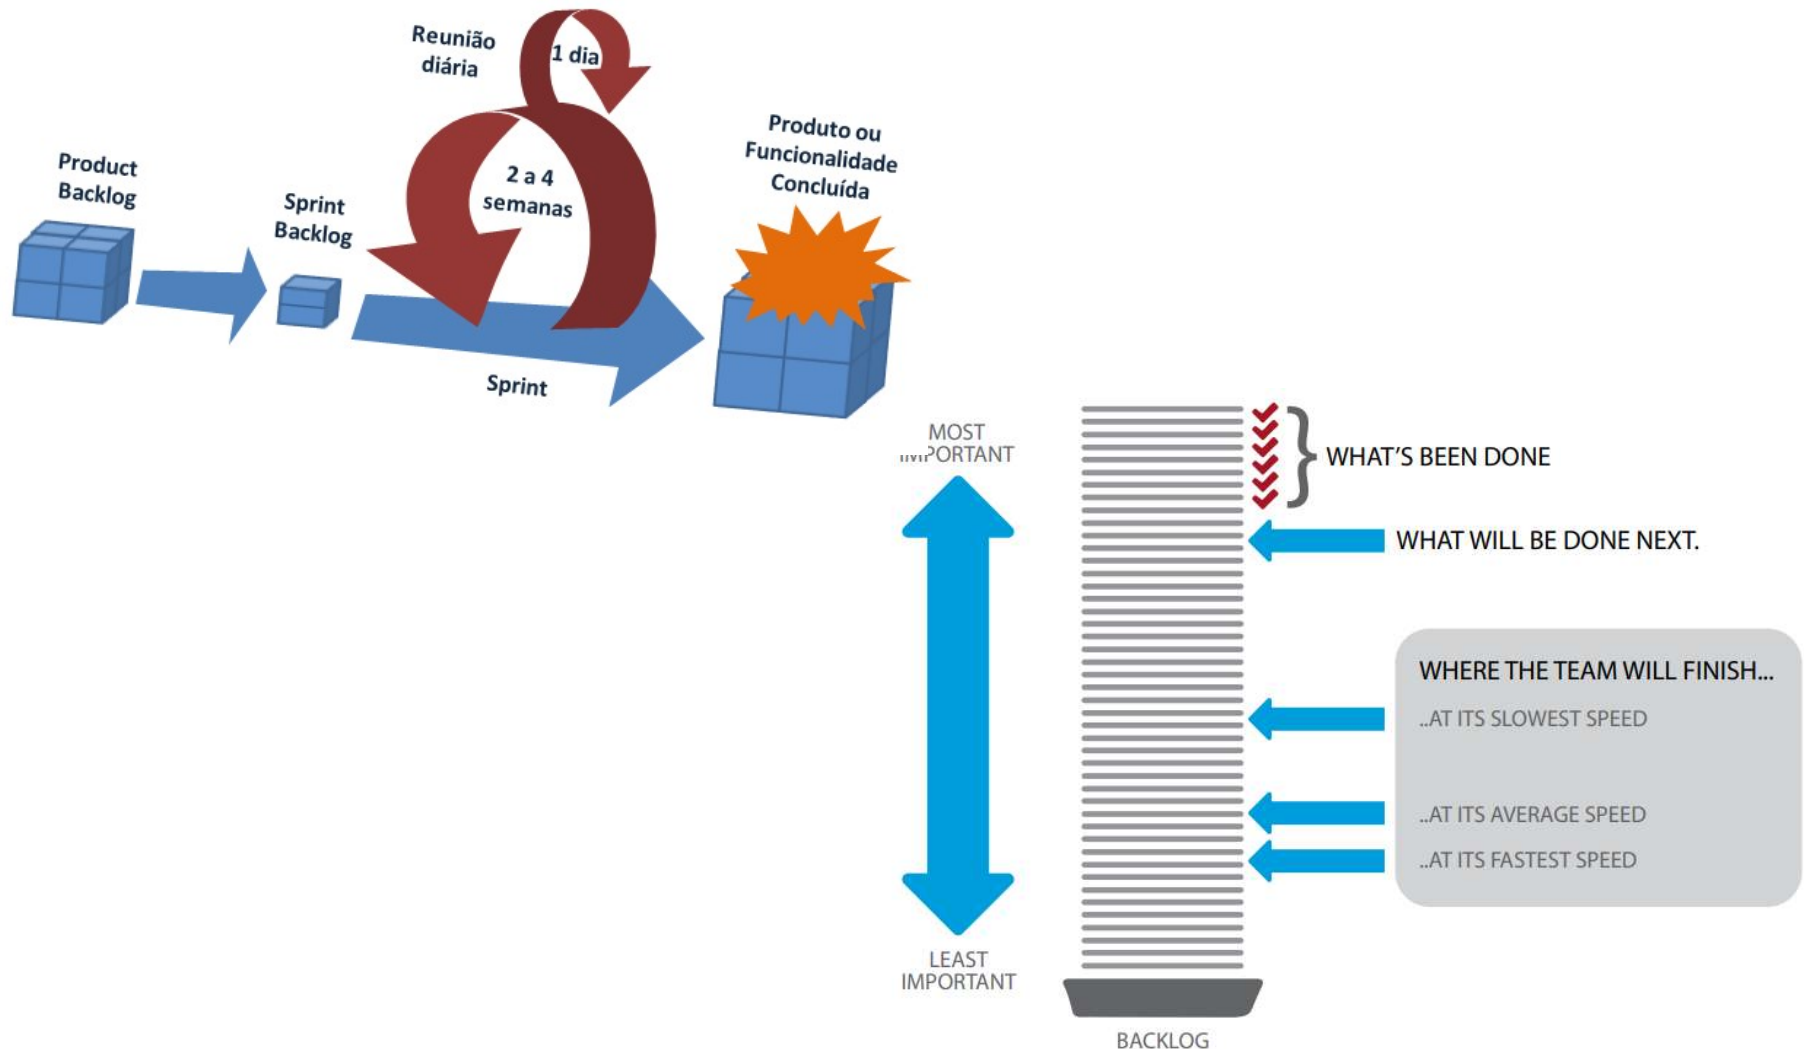 Reunião
diária
1 dia
Product
Backlog
Sprint
Backlog
2 a 4
semanas
Produto ou
Funcionalidade
Concluída
Sprint
MOST
IMPORTANT
WHAT'S BEEN DONE
WHAT WILL BE DONE NEXT.
WHERE THE TEAM WILL FINISH...
..AT ITS SLOWEST SPEED
..AT ITS AVERAGE SPEED
..AT ITS FASTEST SPEED
LEAST
IMPORTANT
BACKLOG